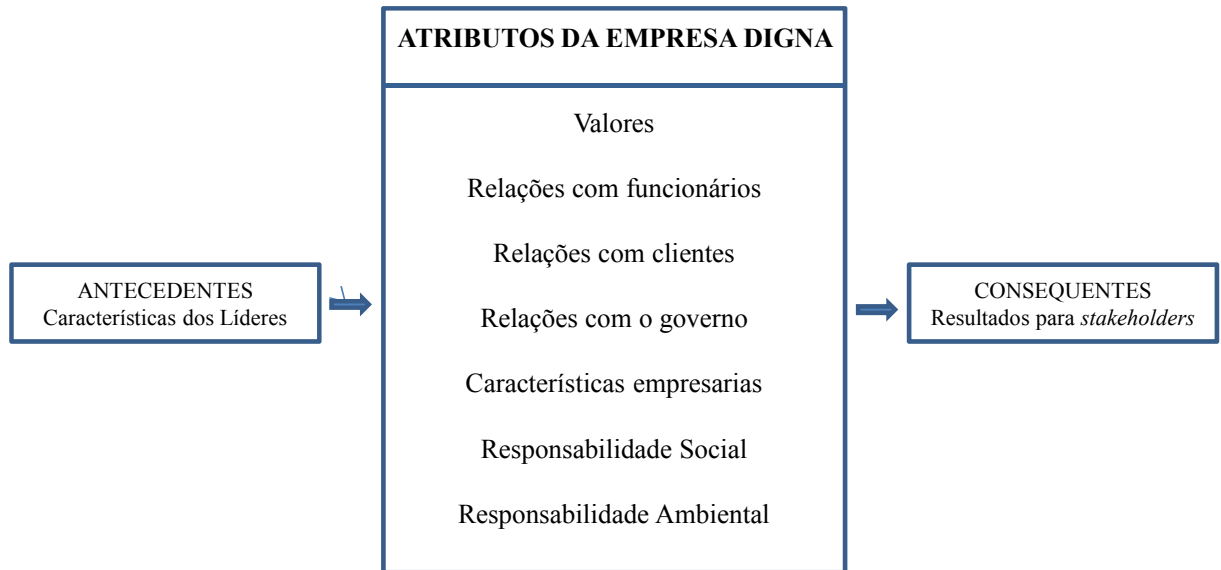 ATRIBUTOS DA EMPRESA DIGNA
Valores
Relações com funcionários
Relações com clientes
Relações com o governo
Características empresarias
Responsabilidade Social
Responsabilidade Ambiental
ANTECEDENTES
Características dos Líderes
CONSEQUENTES
Resultados para stakeholders